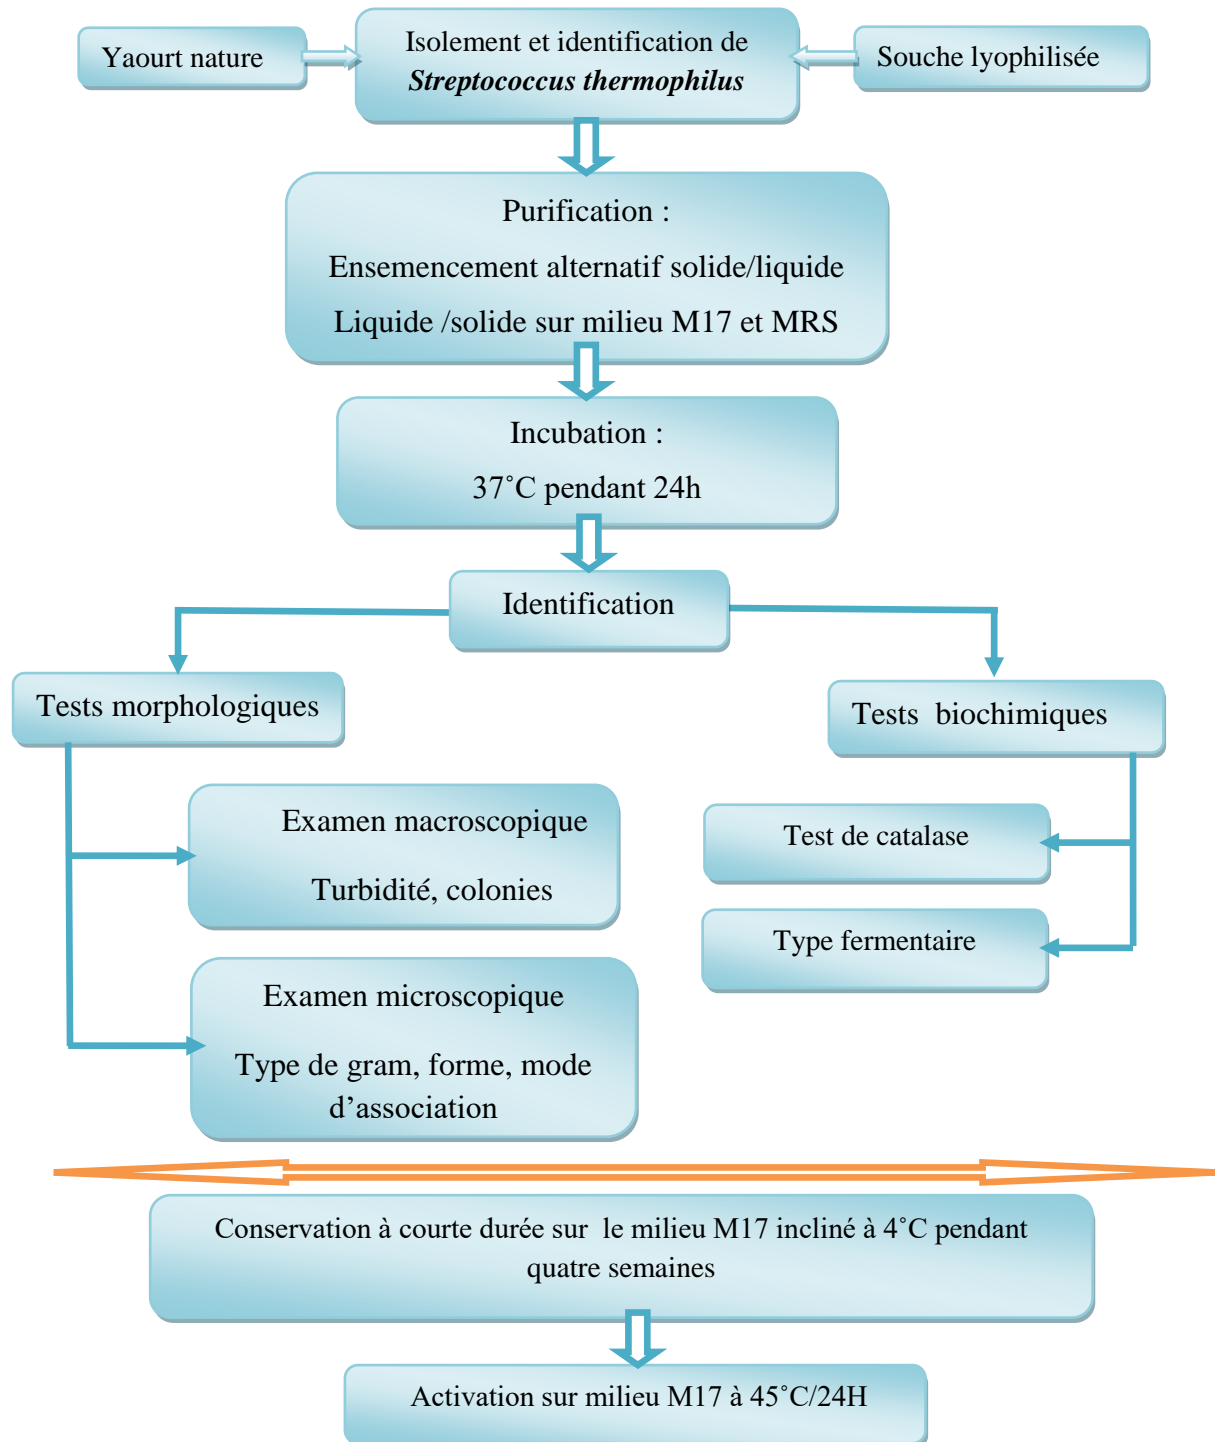 Yaourt nature
Isolement et identification de
Streptococcus thermophilus
Souche lyophilisée
Purification :
Ensemencement alternatif solide/liquide
Liquide /solide sur milieu M17 et MRS
Incubation :
37˚C pendant 24h
Identification
Tests morphologiques
Tests  biochimiques
Examen macroscopique
Turbidité, colonies
Test de catalase
Type fermentaire
Examen microscopique
Type de gram, forme, mode
d’association
Conservation à courte durée sur  le milieu M17 incliné à 4˚C pendant
quatre semaines
Activation sur milieu M17 à 45˚C/24H